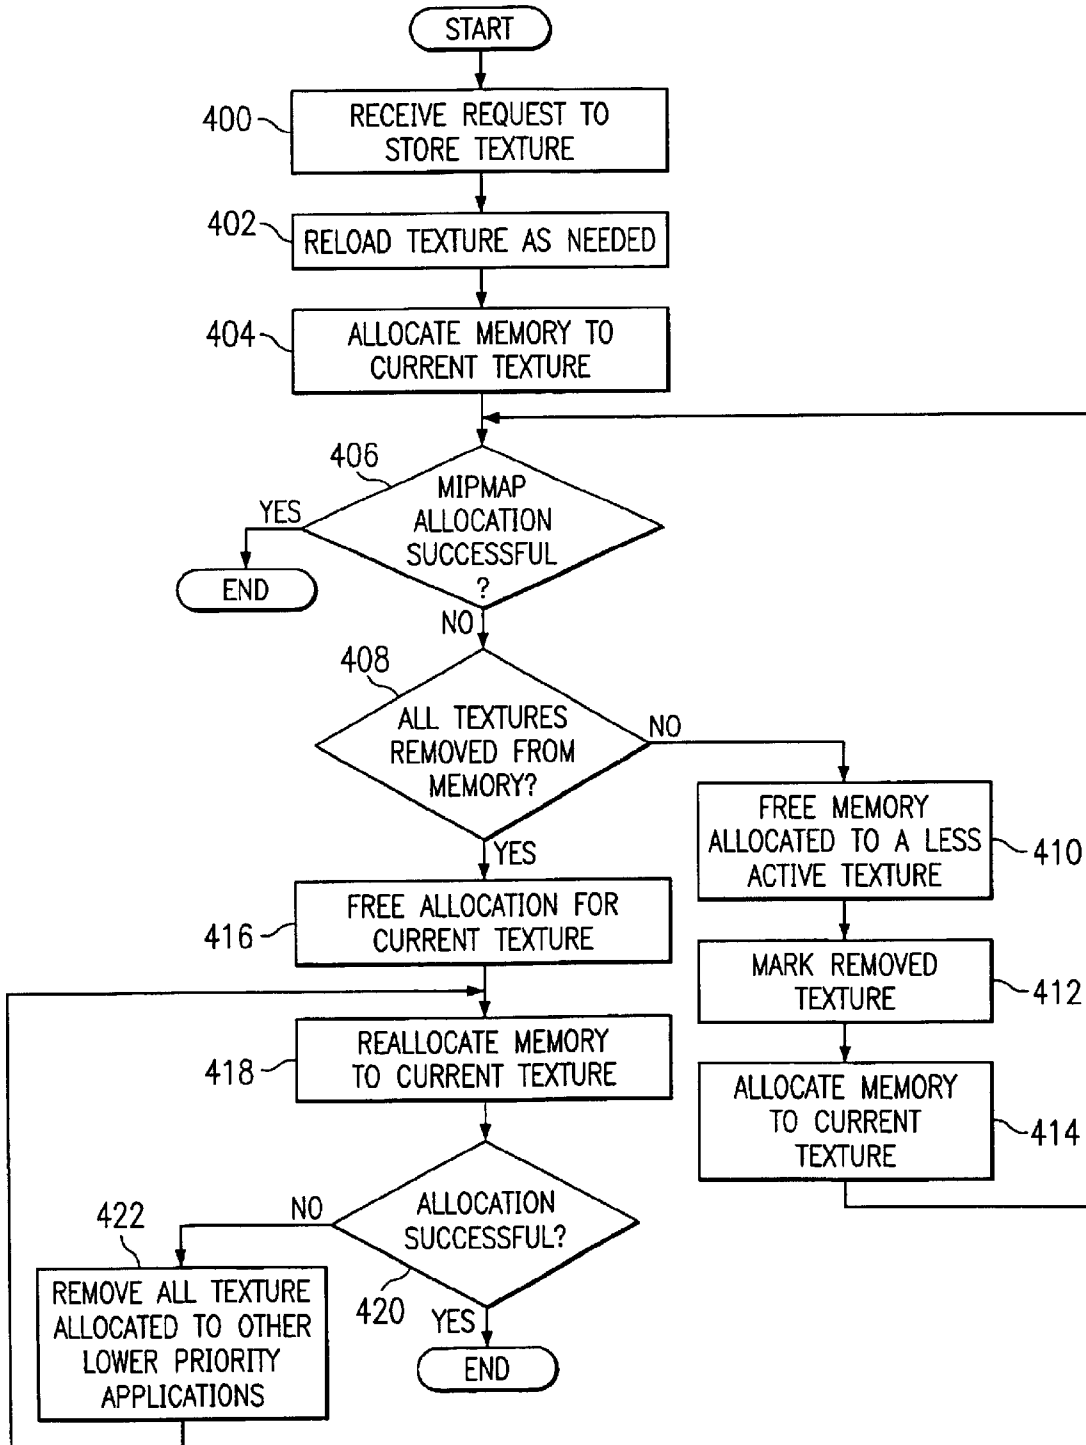 START
400
RECEIVE REQUEST TO
STORE TEXTURE
402
RELOAD TEXTURE AS NEEDED
404
ALLOCATE MEMORY TO
CURRENT TEXTURE
406
MIPMAP
ALLOCATION
SUCCESSFUL
?
YES
END
NO
408
ALL TEXTURES
REMOVED FROM
MEMORY?
NO
FREE MEMORY
ALLOCATED TO A LESS
ACTIVE TEXTURE
410
YES
FREE ALLOCATION FOR
CURRENT TEXTURE
416
MARK REMOVED
TEXTURE
412
REALLOCATE MEMORY
TO CURRENT TEXTURE
418
ALLOCATE MEMORY
TO CURRENT
TEXTURE
414
ALLOCATION
SUCCESSFUL?
NO
420
422
REMOVE ALL TEXTURE
ALLOCATED TO OTHER
LOWER PRIORITY
APPLICATIONS
YES
END